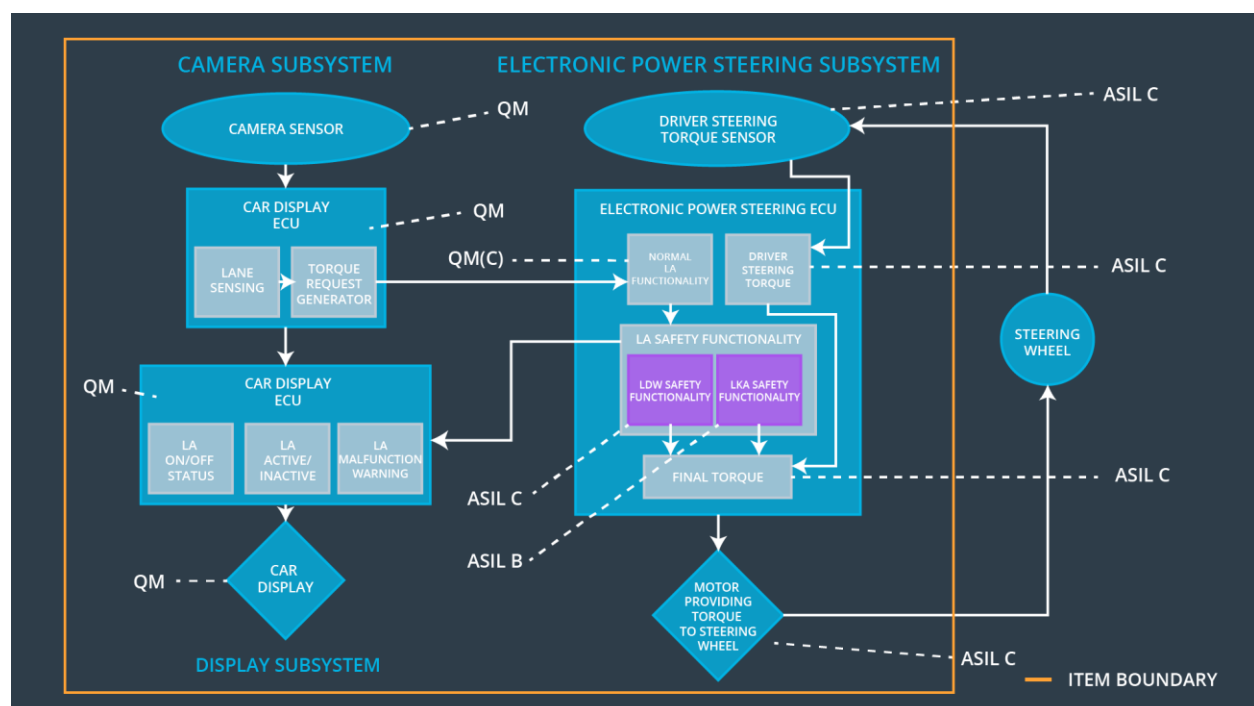 CAMERA SUBSYSTEM
ELECTRONIC POWER STEERING SUBSYSTEM
CAMERA SENSOR
QM
DRIVER STEERING
TORQUE SENSOR
ASIL C
CAR DISPLAY
ECU
QM
LANE
SENSING
TORQUE
REQUEST
GENERATOR
ELECTRONIC POWER STEERING ECU
QM(C)
NORMAL
LA
FUNCTIONALITY
DRIVER
STEERING
TORQUE
ASIL C
STEERING
WHEEL
LA SAFETY FUNCTIONALITY
LDW SAFETY
FUNCTIONALITY
LKA SAFETY
FUNCTIONALITY
QM
CAR DISPLAY
ECU
LA
ON/OFF
STATUS
LA
ACTIVE/
INACTIVE
LA
MALFUNCTION
WARNING
FINAL TORQUE
ASIL C
ASIL C
ASIL B
QM
CAR
DISPLAY
MOTOR
PROVIDING
TORQUE
TO STEERING
WHEEL
ASIL C
DISPLAY SUBSYSTEM
ITEM BOUNDARY